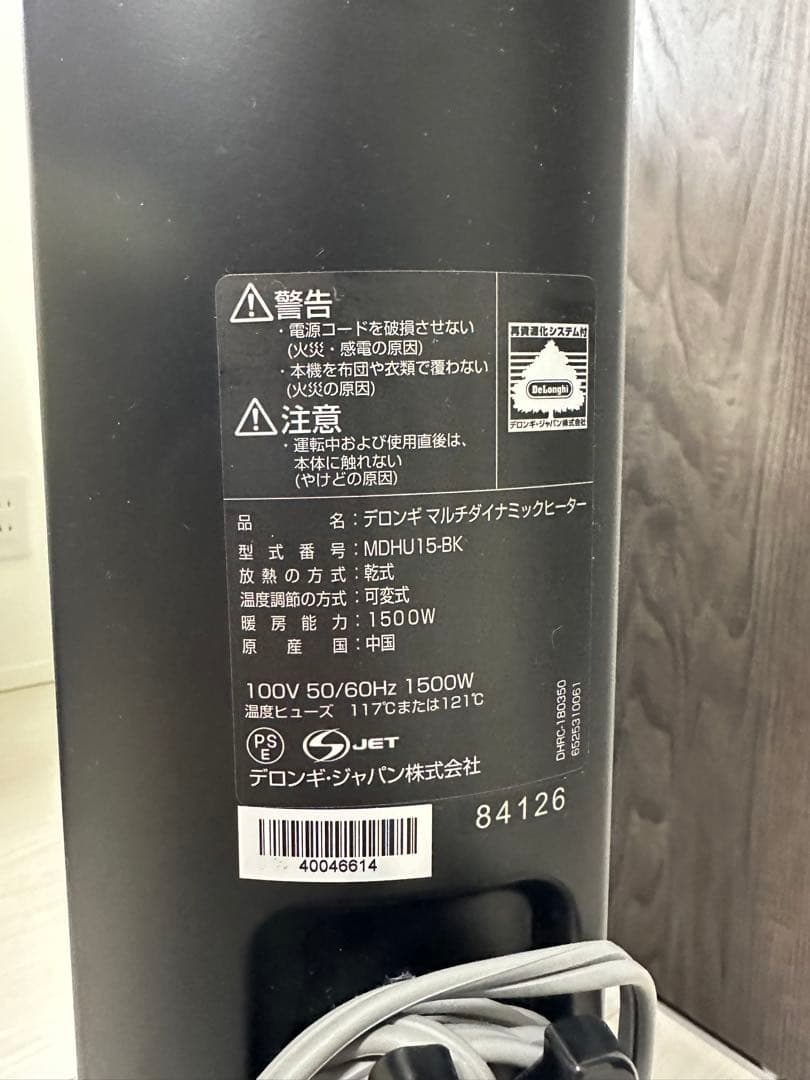 警告
・電源コードを破損させない
(火災・感電の原因)
・本機を布団や衣類で覆わない
(火災の原因)
注意
・運転中および使用直後は、
本体に触れない
(やけどの原因)
再資源化システム付
DeLonghi
デロンギ・ジャパン株式会社
品名:デロンギ マルチダイナミックヒーター
型式番号:MDHU15-BK
放熱の方式:乾式
温度調節の方式:可変式
暖房能力:1500W
原産国:中国
100V 50/60Hz 1500W
温度ヒューズ 117℃または121℃
PS
E
JET
デロンギ・ジャパン株式会社
DHRC-180350
6525310061
84126
40046614